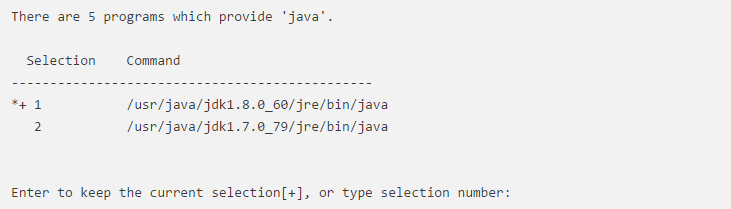 There are 5 programs which provide 'java'.
Selection    Command
-----------------------------------------------
*+ 1           /usr/java/jdk1.8.0_60/jre/bin/java
2           /usr/java/jdk1.7.0_79/jre/bin/java
Enter to keep the current selection[+], or type selection number: